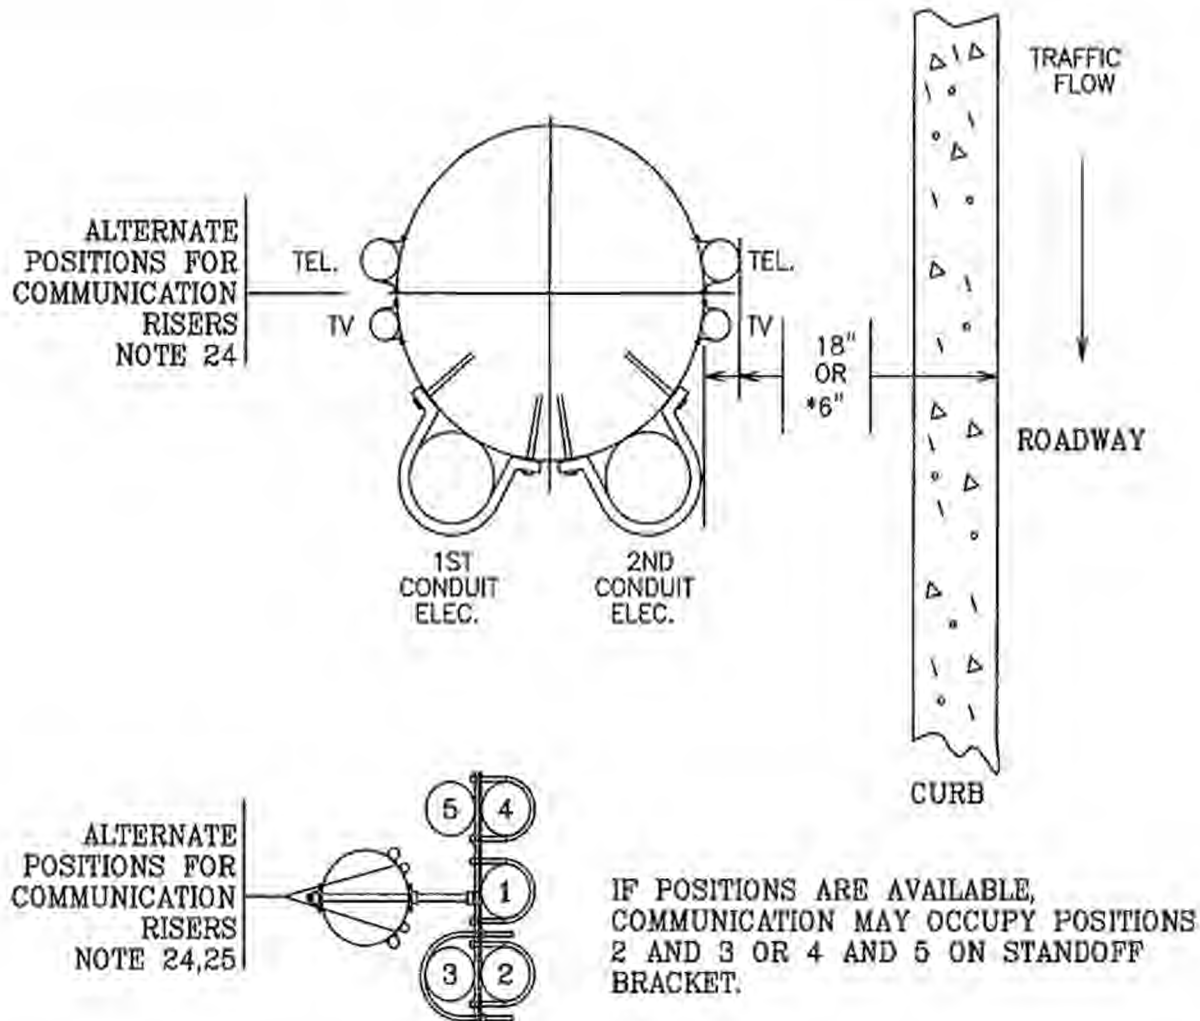 TRAFFIC
FLOW
ALTERNATE
POSITIONS FOR
COMMUNICATION
RISERS
NOTE 24
TEL.
TV
TEL.
TV
18"
OR
*6"
ROADWAY
1ST
CONDUIT
ELEC.
2ND
CONDUIT
ELEC.
CURB
ALTERNATE
POSITIONS FOR
COMMUNICATION
RISERS
NOTE 24,25
5
4
1
3
2
IF POSITIONS ARE AVAILABLE,
COMMUNICATION MAY OCCUPY POSITIONS
2 AND 3 OR 4 AND 5 ON STANDOFF
BRACKET.